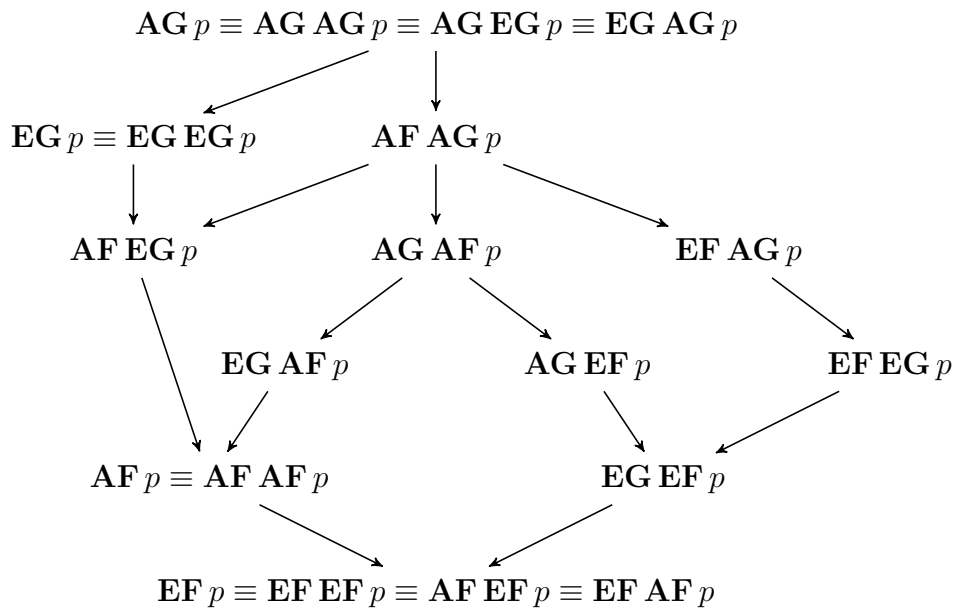 AG p ≡ AG AG p ≡ AG EG p ≡ EG AG p
EG p ≡ EG EG p AF AG p
AF EG p AG AF p EF AG p
EG AF p AG EF p EF EG p
AF p ≡ AF AF p EG EF p
EF p ≡ EF EF p ≡ AF EF p ≡ EF AF p